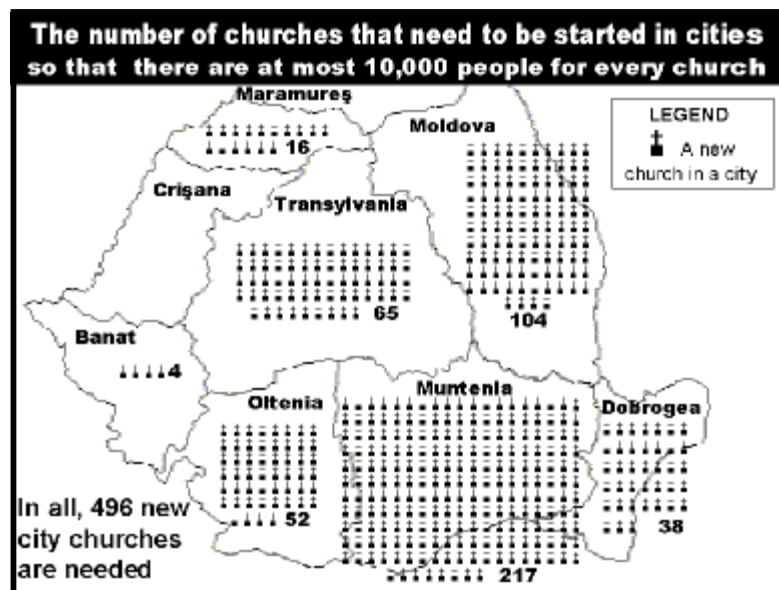 The number of churches that need to be started in cities
so that there are at most 10,000 people for every church
Maramureş
16
Moldova
104
LEGEND
A new
church in a city
Crişana
Transylvania
65
Banat
4
Oltenia
52
Muntenia
217
Dobrogea
38
In all, 496 new
city churches
are needed